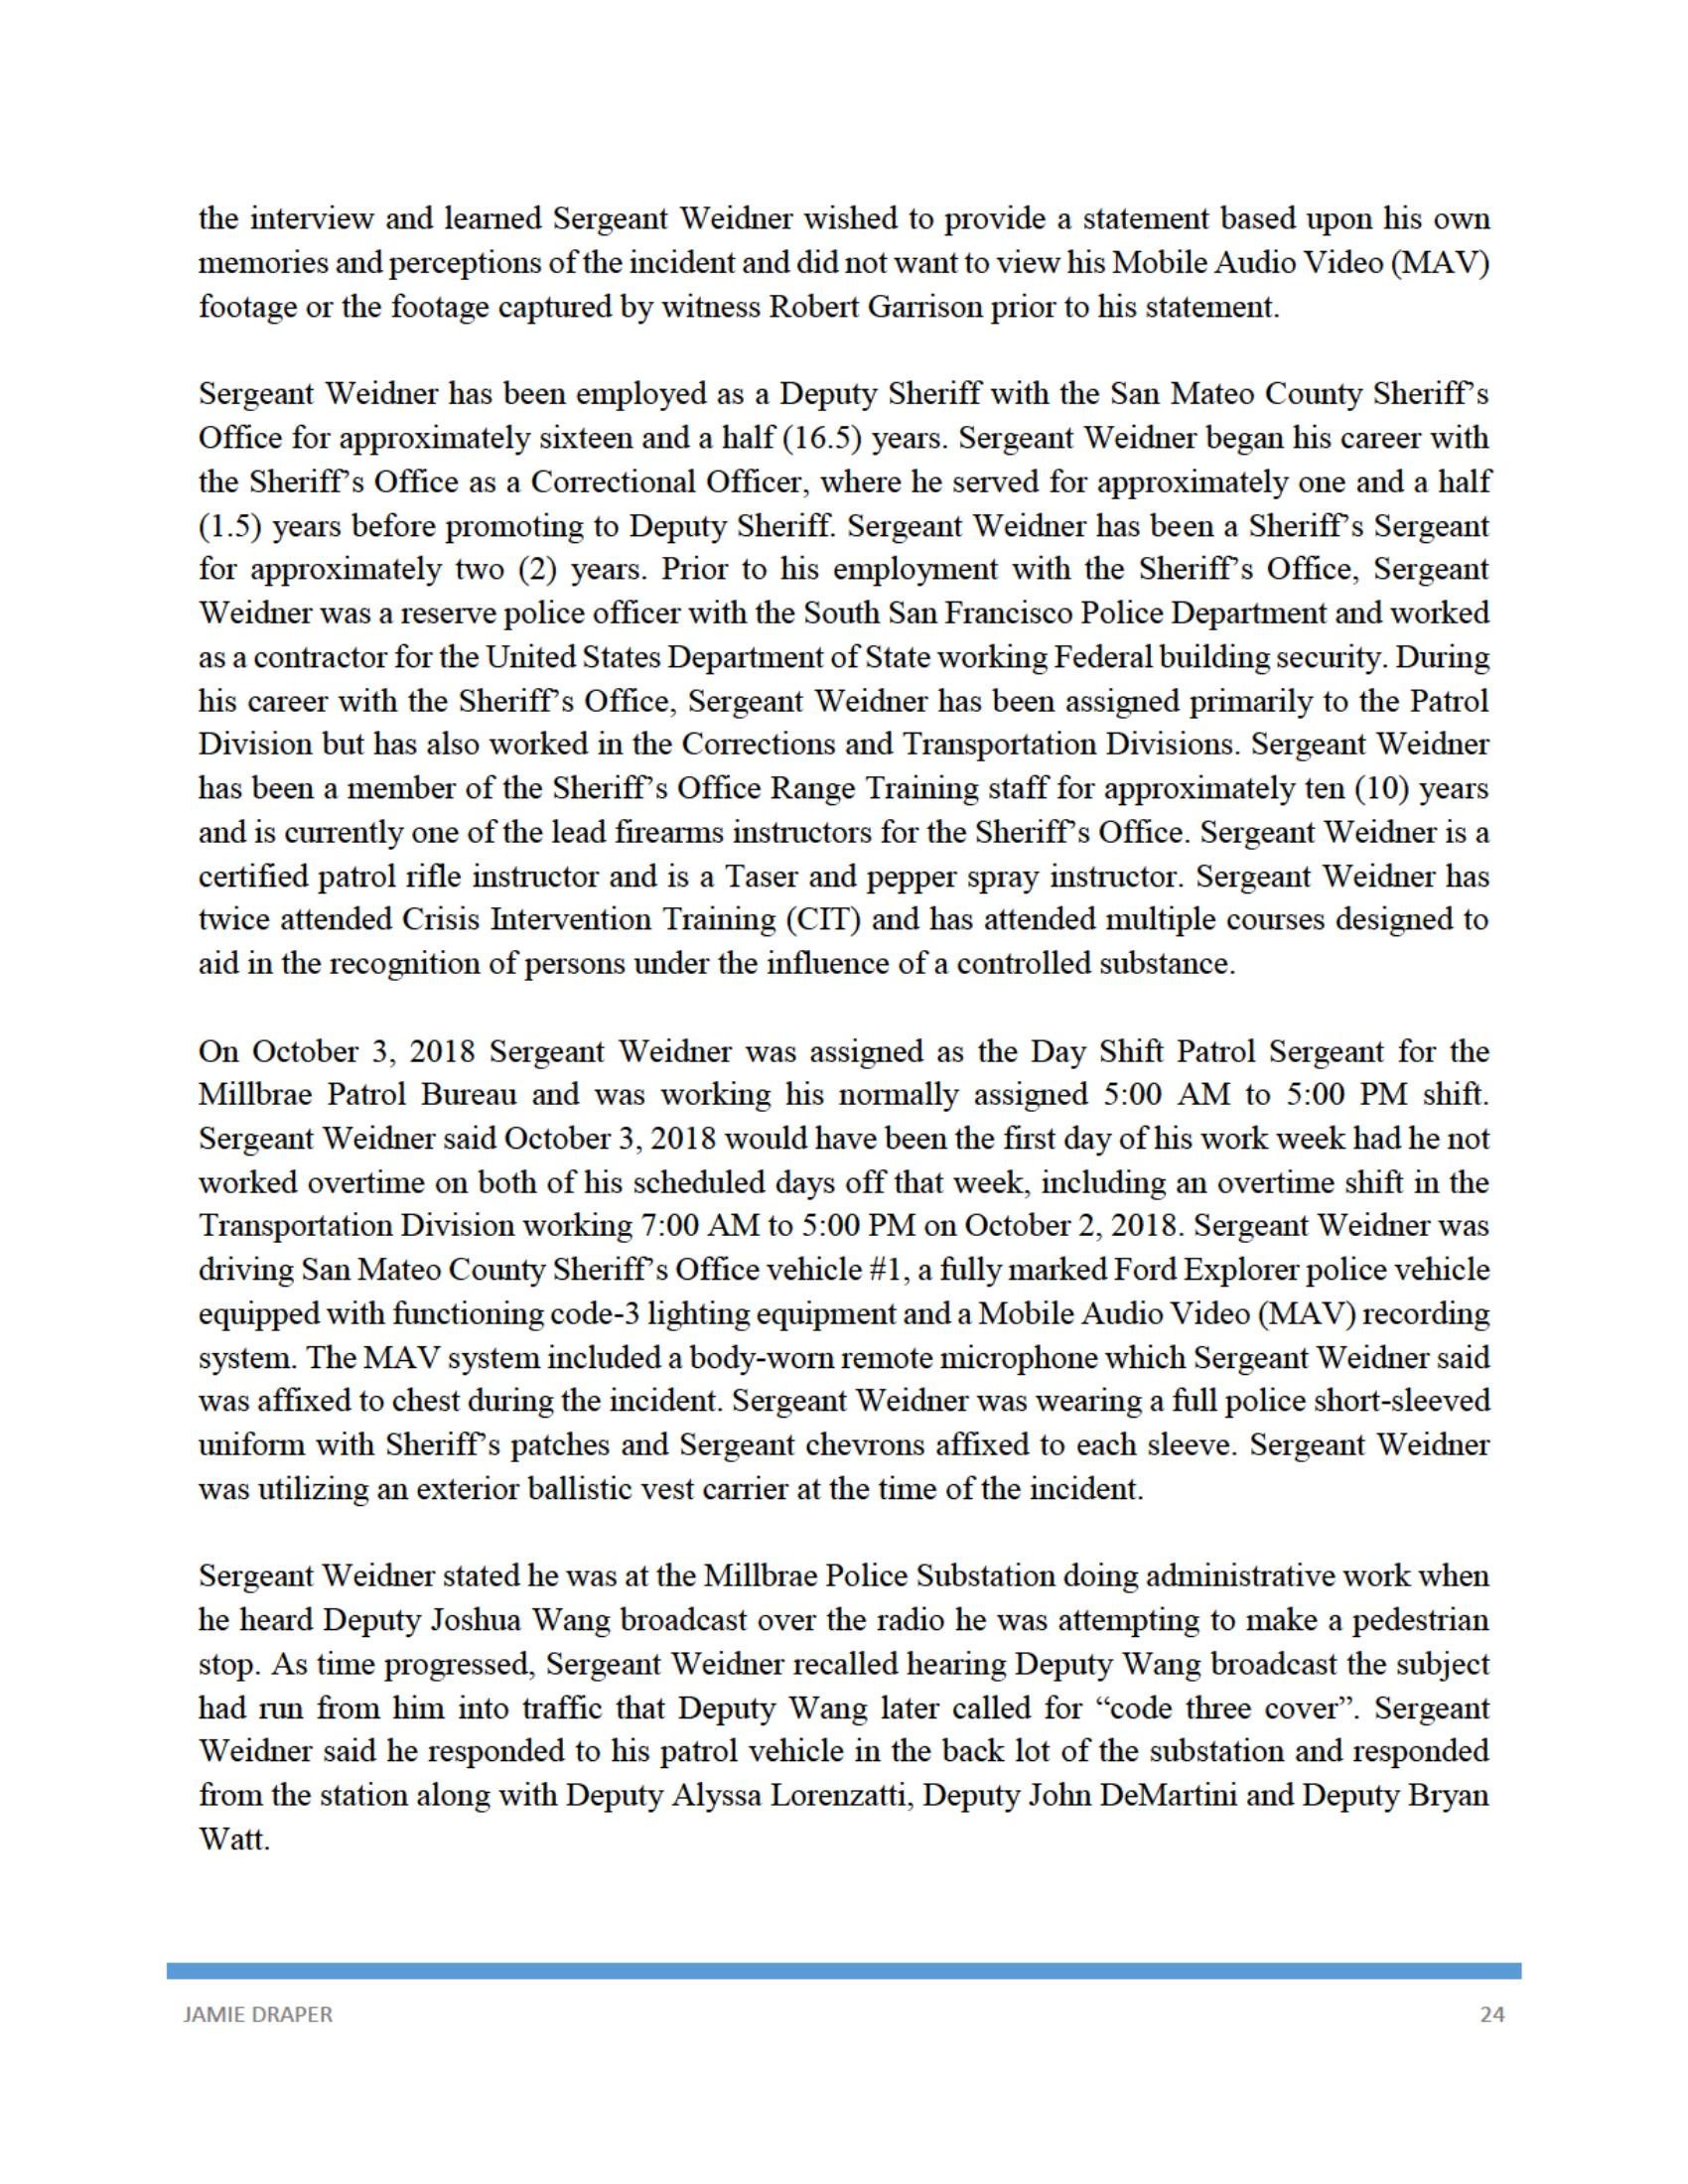 the interview and learned Sergeant Weidner wished to provide a statement based upon his own
memories and perceptions of the incident and did not want to view his Mobile Audio Video (MAV)
footage or the footage captured by witness Robert Garrison prior to his statement.
Sergeant Weidner has been employed as a Deputy Sheriff with the San Mateo County Sheriff's
Office for approximately sixteen and a half (16.5) years. Sergeant Weidner began his career with
the Sheriff's Office as a Correctional Officer, where he served for approximately one and a half
(1.5) years before promoting to Deputy Sheriff. Sergeant Weidner has been a Sheriff's Sergeant
for approximately two (2) years. Prior to his employment with the Sheriff's Office, Sergeant
Weidner was a reserve police officer with the South San Francisco Police Department and worked
as a contractor for the United States Department of State working Federal building security. During
his career with the Sheriff's Office, Sergeant Weidner has been assigned primarily to the Patrol
Division but has also worked in the Corrections and Transportation Divisions. Sergeant Weidner
has been a member of the Sheriff's Office Range Training staff for approximately ten (10) years
and is currently one of the lead firearms instructors for the Sheriff's Office. Sergeant Weidner is a
certified patrol rifle instructor and is a Taser and pepper spray instructor. Sergeant Weidner has
twice attended Crisis Intervention Training (CIT) and has attended multiple courses designed to
aid in the recognition of persons under the influence of a controlled substance.
On October 3, 2018 Sergeant Weidner was assigned as the Day Shift Patrol Sergeant for the
Millbrae Patrol Bureau and was working his normally assigned 5:00 AM to 5:00 PM shift.
Sergeant Weidner said October 3, 2018 would have been the first day of his work week had he not
worked overtime on both of his scheduled days off that week, including an overtime shift in the
Transportation Division working 7:00 AM to 5:00 PM on October 2, 2018. Sergeant Weidner was
driving San Mateo County Sheriff's Office vehicle #1, a fully marked Ford Explorer police vehicle
equipped with functioning code-3 lighting equipment and a Mobile Audio Video (MAV) recording
system. The MAV system included a body-worn remote microphone which Sergeant Weidner said
was affixed to chest during the incident. Sergeant Weidner was wearing a full police short-sleeved
uniform with Sheriff's patches and Sergeant chevrons affixed to each sleeve. Sergeant Weidner
was utilizing an exterior ballistic vest carrier at the time of the incident.
Sergeant Weidner stated he was at the Millbrae Police Substation doing administrative work when
he heard Deputy Joshua Wang broadcast over the radio he was attempting to make a pedestrian
stop. As time progressed, Sergeant Weidner recalled hearing Deputy Wang broadcast the subject
had run from him into traffic that Deputy Wang later called for “code three cover”. Sergeant
Weidner said he responded to his patrol vehicle in the back lot of the substation and responded
from the station along with Deputy Alyssa Lorenzatti, Deputy John DeMartini and Deputy Bryan
Watt.
JAMIE DRAPER
24